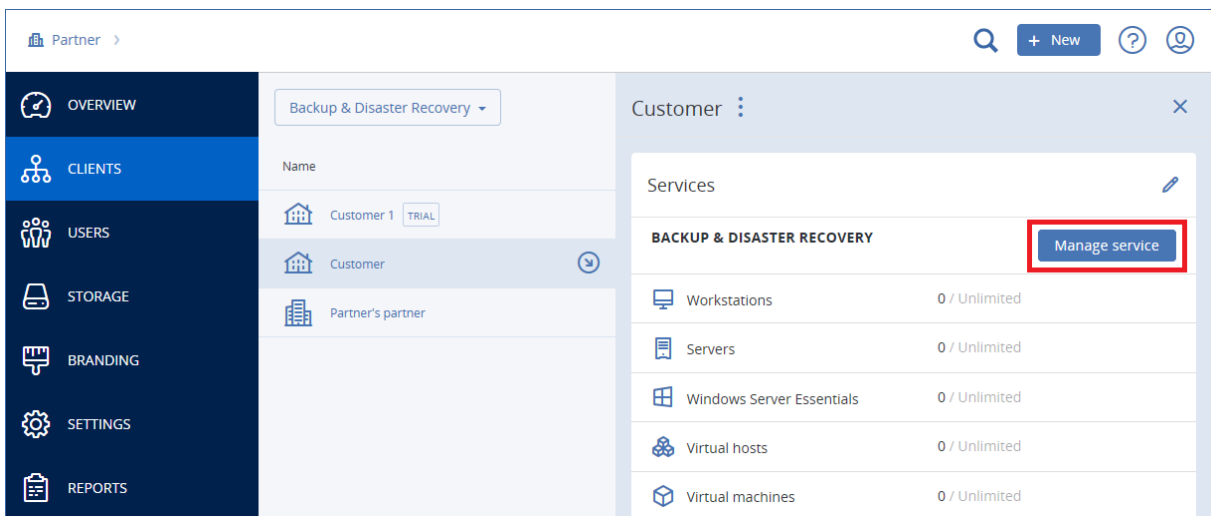 Partner >
+ New
OVERVIEW
CLIENTS
USERS
STORAGE
BRANDING
SETTINGS
REPORTS
Backup & Disaster Recovery
Name
Customer 1 TRIAL
Customer
Partner's partner
Customer
Services
BACKUP & DISASTER RECOVERY
Manage service
Workstations 0 / Unlimited
Servers 0 / Unlimited
Windows Server Essentials 0 / Unlimited
Virtual hosts 0 / Unlimited
Virtual machines 0 / Unlimited